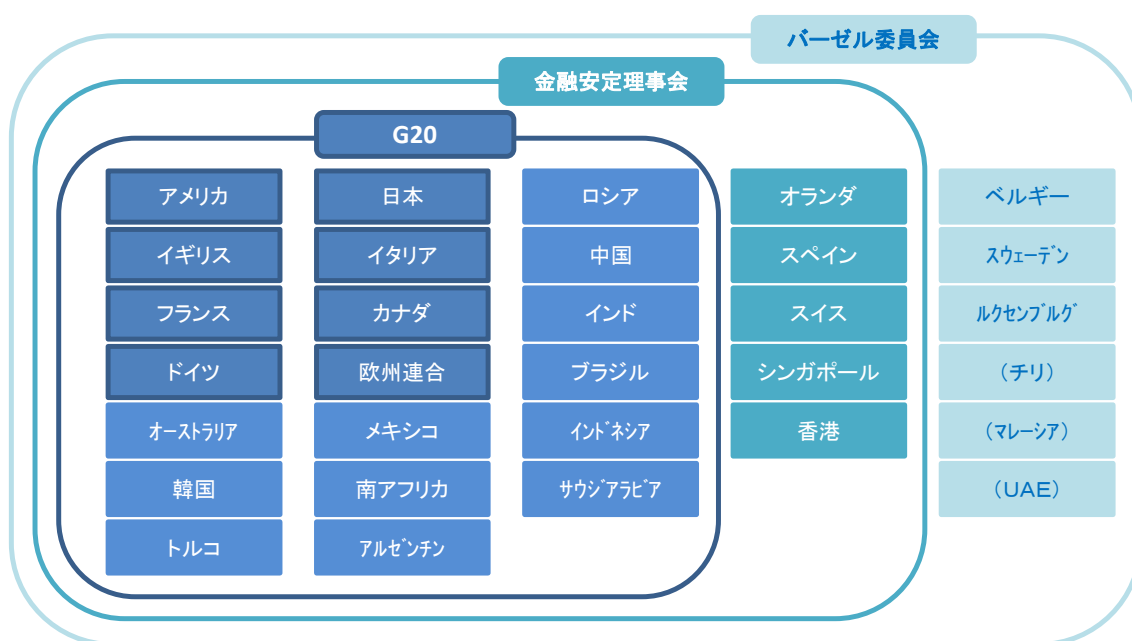 バーゼル委員会
金融安定理事会
G20
アメリカ 日本 ロシア オランダ ベルギー
イギリス イタリア 中国 スペイン スウェーデン
フランス カナダ インド スイス ルクセンブルグ
ドイツ 欧州連合 ブラジル シンガポール (チリ)
オーストラリア メキシコ インドネシア 香港 (マレーシア)
韓国 南アフリカ サウジアラビア (UAE)
トルコ アルゼンチン